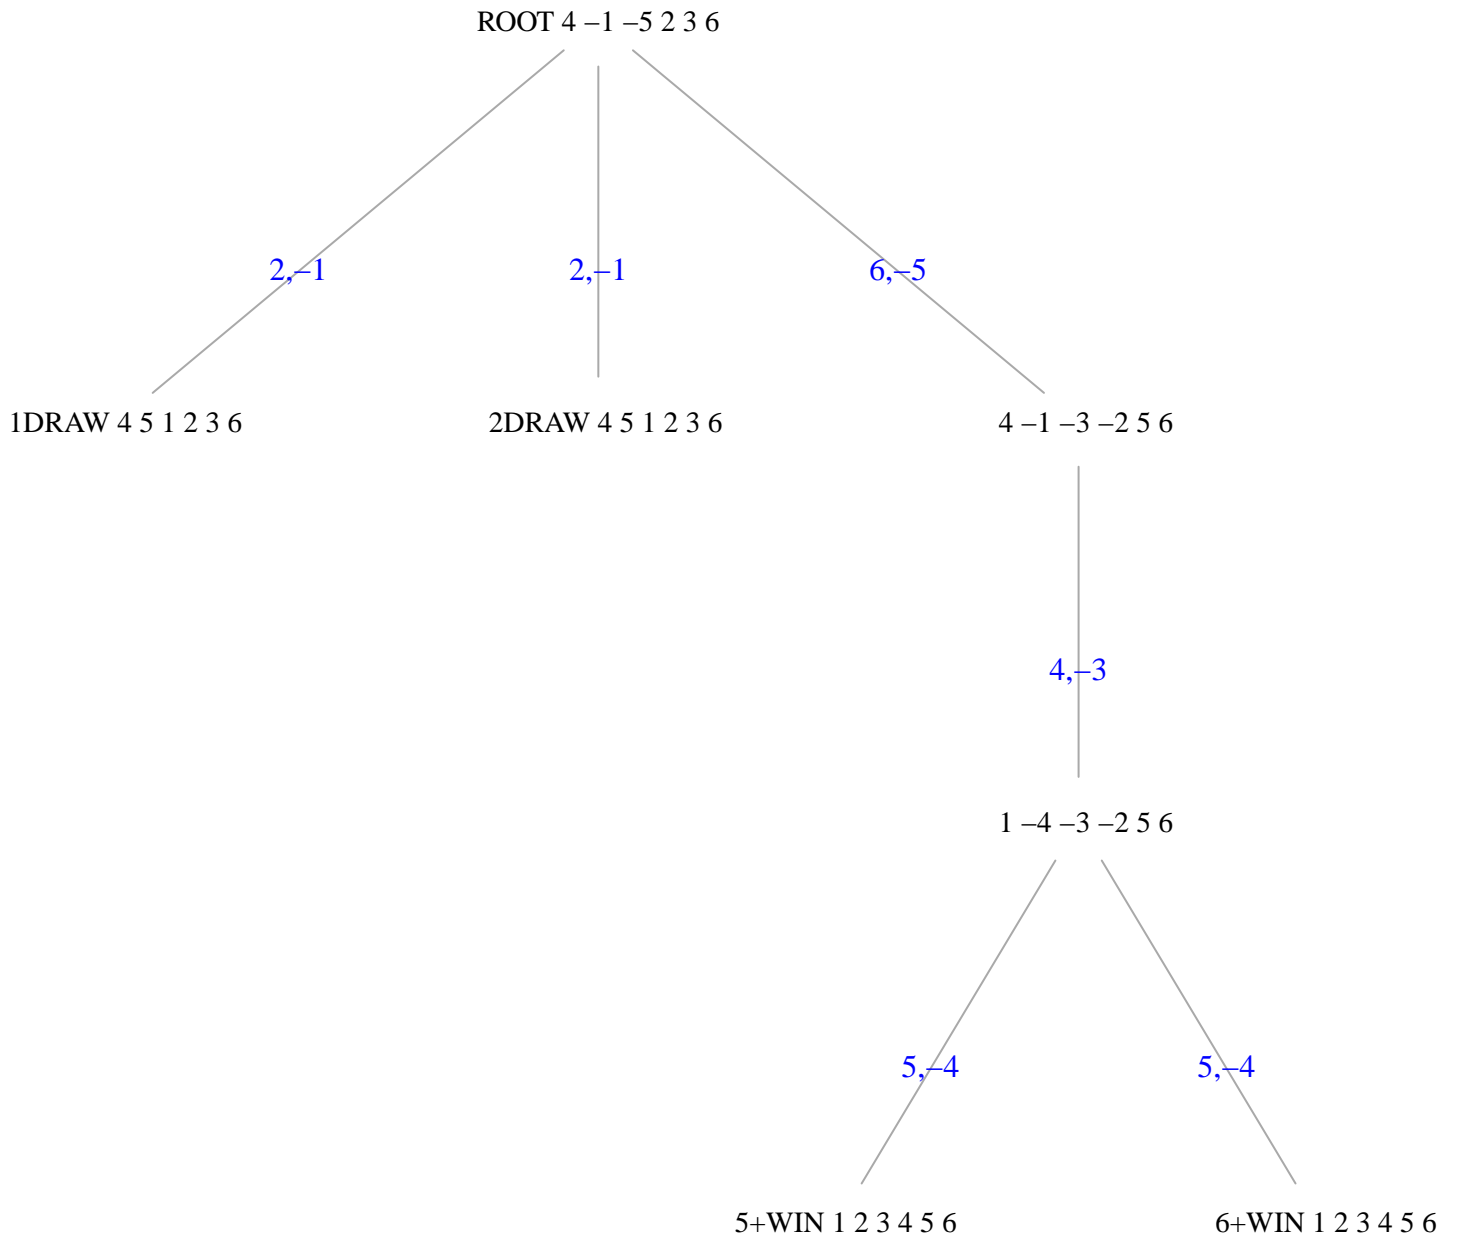 ROOT 4 –1 –5 2 3 6
2,–1
2,–1
6,–5
1DRAW 4 5 1 2 3 6
2DRAW 4 5 1 2 3 6
4 –1 –3 –2 5 6
4,–3
1 –4 –3 –2 5 6
5,–4
5,–4
5+WIN 1 2 3 4 5 6
6+WIN 1 2 3 4 5 6